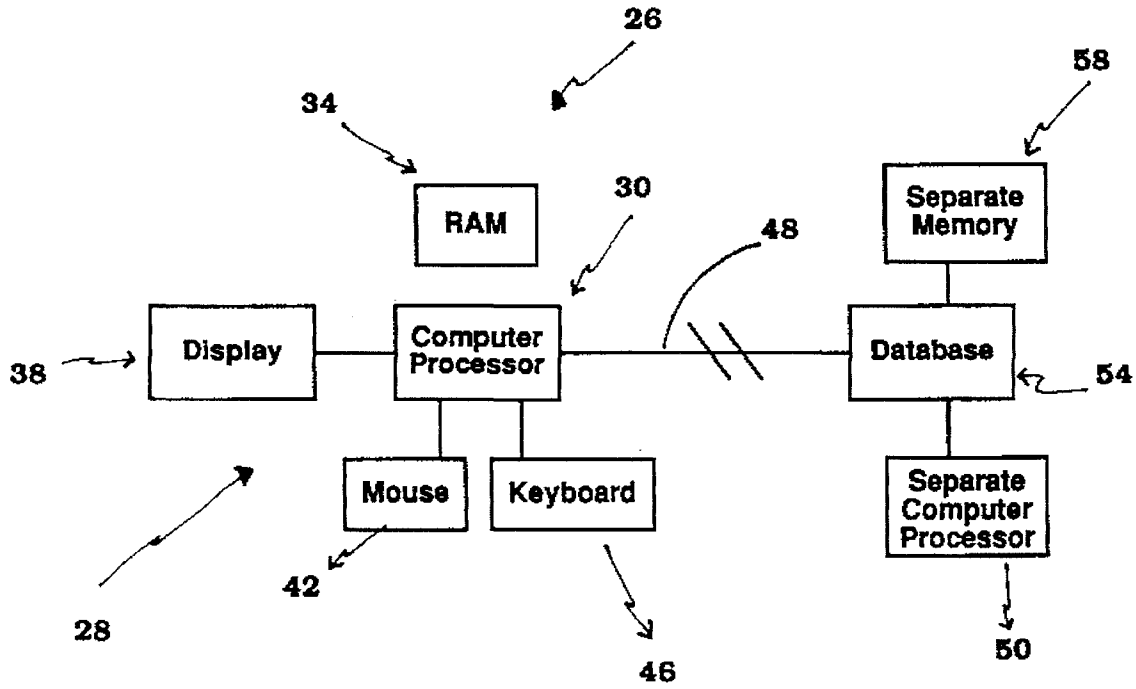 26
58
34
RAM
30
Separate
Memory
48
Display
Computer
Processor
Database
38
54
Mouse
Keyboard
Separate
Computer
Processor
42
28
46
50